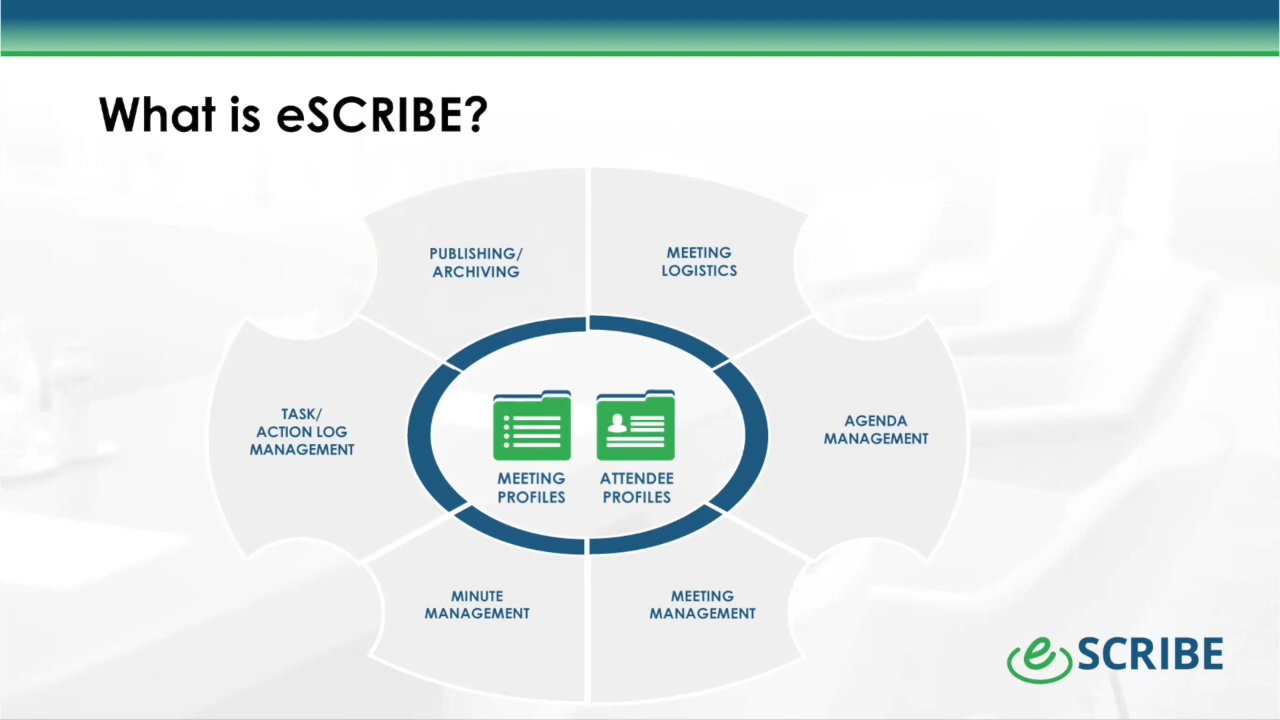 What is eSCRIBE?
PUBLISHING/
ARCHIVING
MEETING
LOGISTICS
TASK/
ACTION LOG
MANAGEMENT
AGENDA
MANAGEMENT
MEETING
PROFILES
ATTENDEE
PROFILES
MINUTE
MANAGEMENT
MEETING
MANAGEMENT
eSCRIBE